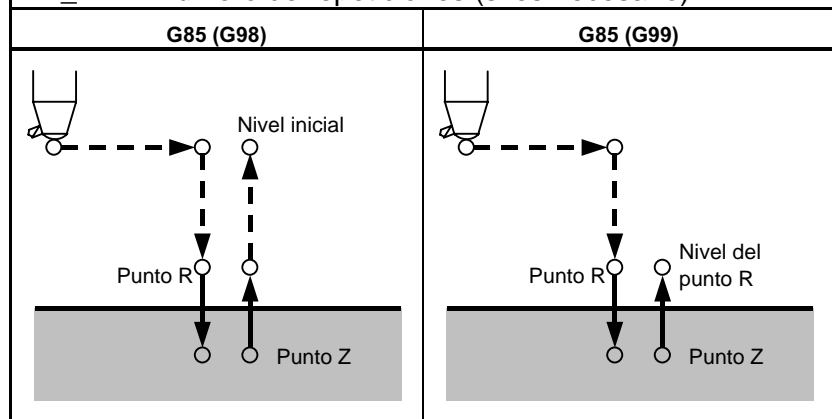 G85 (G98)
G85 (G99)
Nivel inicial
Punto R
Punto Z
Punto R
Nivel del
punto R
Punto Z